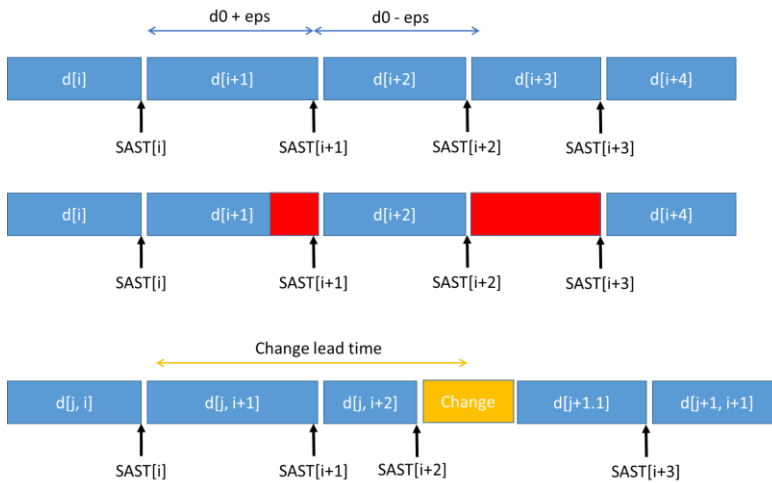 d0 + eps d0 - eps
d[i] d[i+1] d[i+2] d[i+3] d[i+4]
SAST[i] SAST[i+1] SAST[i+2] SAST[i+3]
d[i] d[i+1] d[i+2] d[i+4]
SAST[i] SAST[i+1] SAST[i+2] SAST[i+3]
Change lead time
d[j, i] d[j, i+1] d[j, i+2] Change d[j+1.1] d[j+1, i+1]
SAST[i] SAST[i+1] SAST[i+2] SAST[i+3]